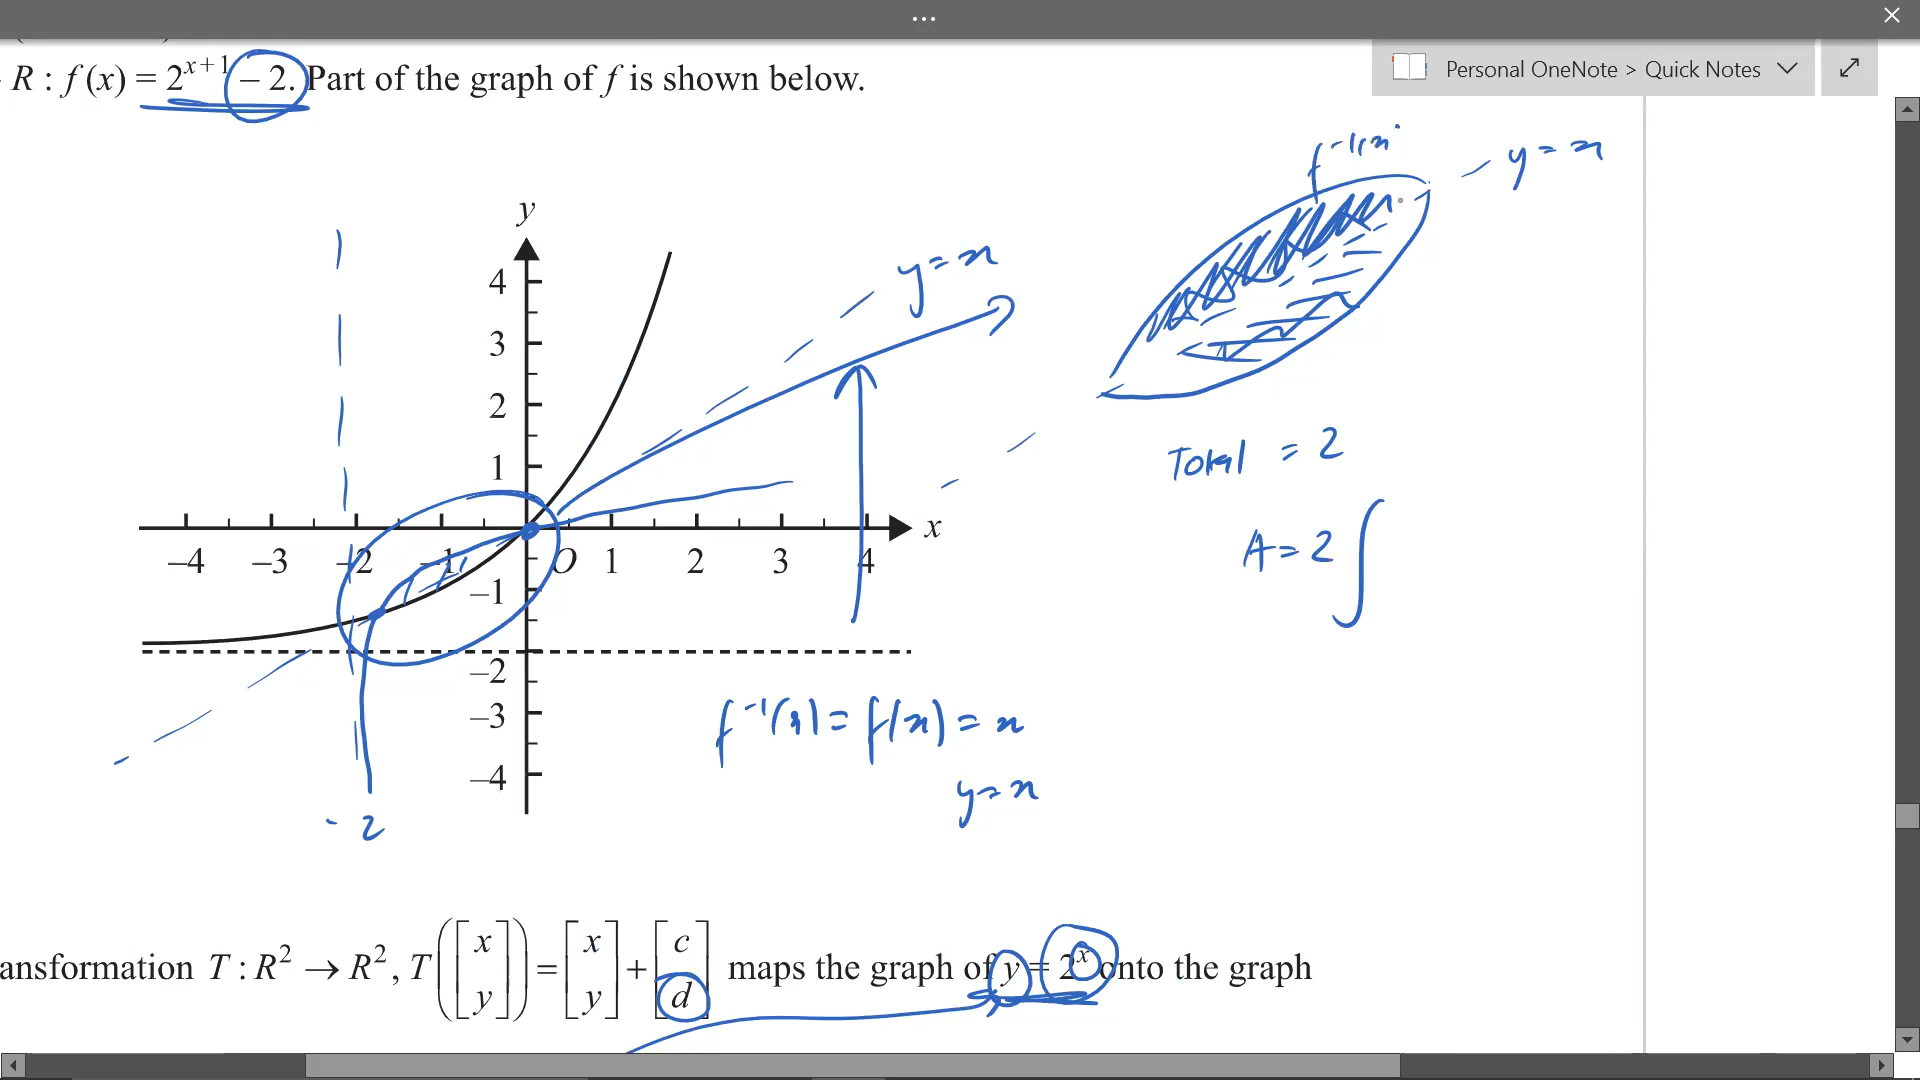 R : f (x) = 2^{x+1} – 2. Part of the graph of f is shown below.
Personal OneNote > Quick Notes
f^{-1}(x)
y = x
y
y = x
4
3
2
1
x
–4 –3 –2 –1 O 1 2 3 4
–1
–2
–3
–4
Total = 2
A = 2 ∫
f^{-1}(x) = f(x) = x
y = x
- 2
ansformation T : R² → R², T([x y]) = [x y] + [c d] maps the graph of y = 2^x onto the graph